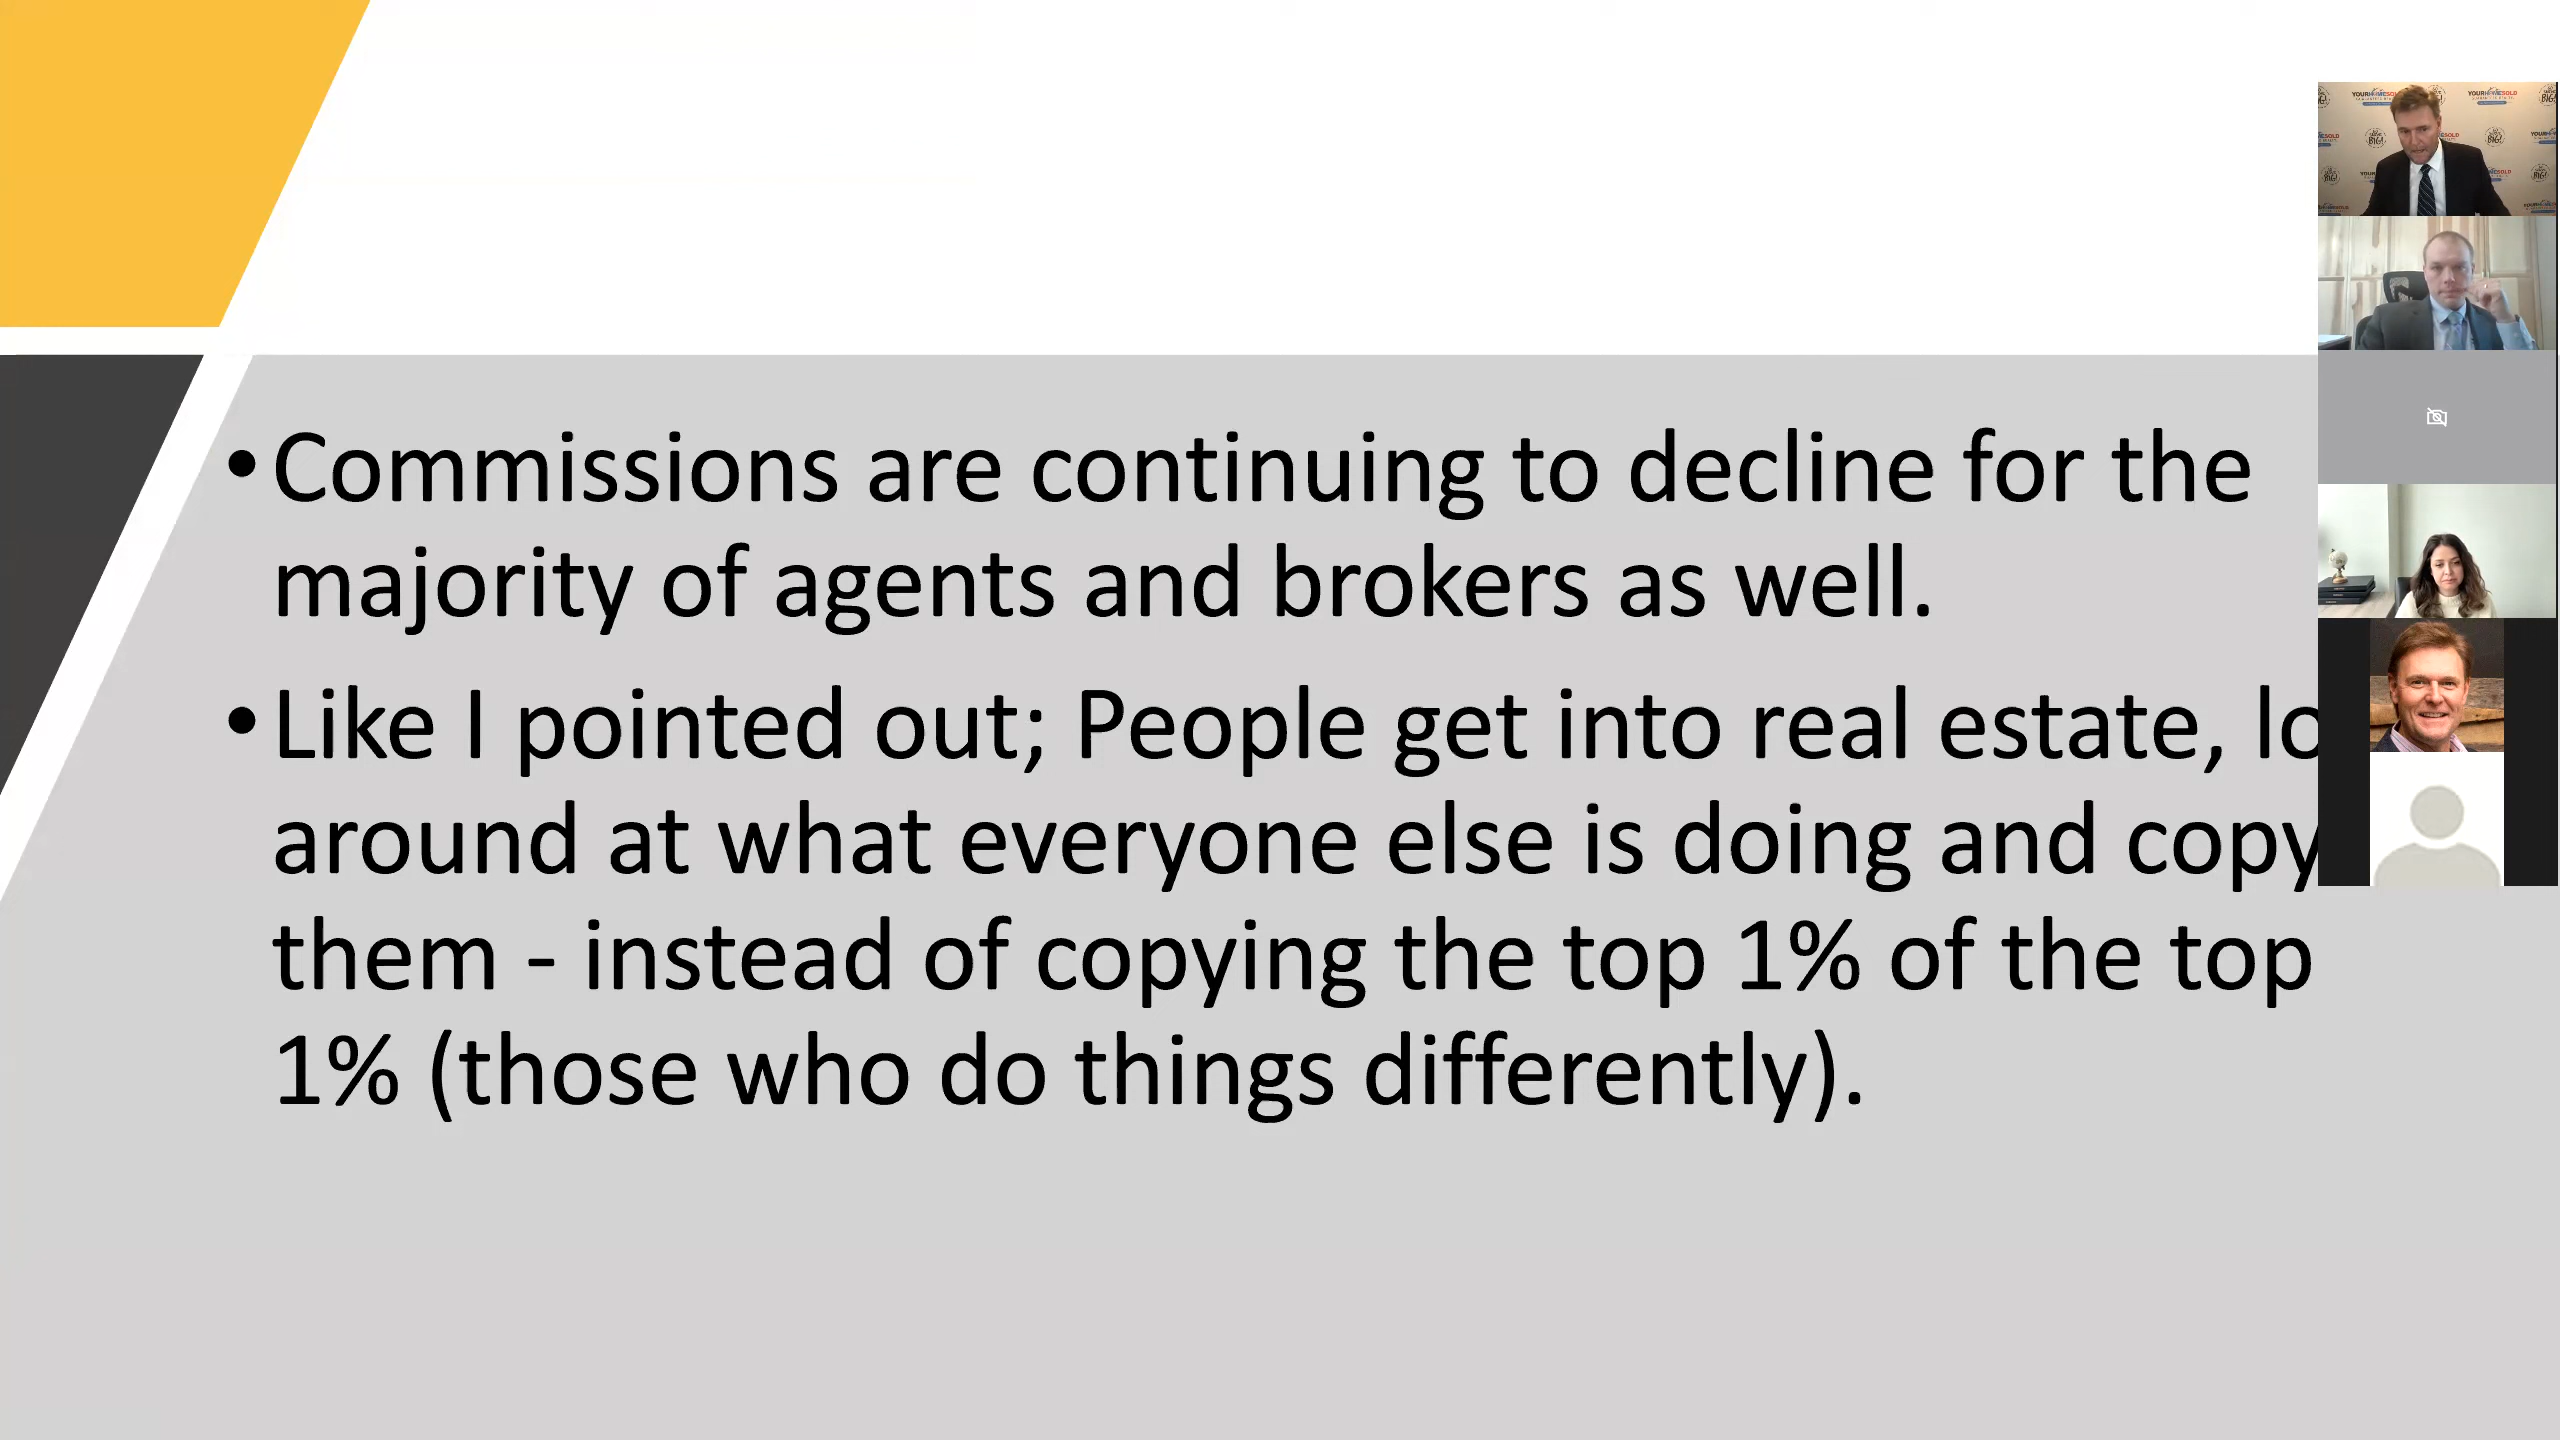 • Commissions are continuing to decline for the
majority of agents and brokers as well.
• Like I pointed out; People get into real estate, lo
around at what everyone else is doing and copy
them - instead of copying the top 1% of the top
1% (those who do things differently).